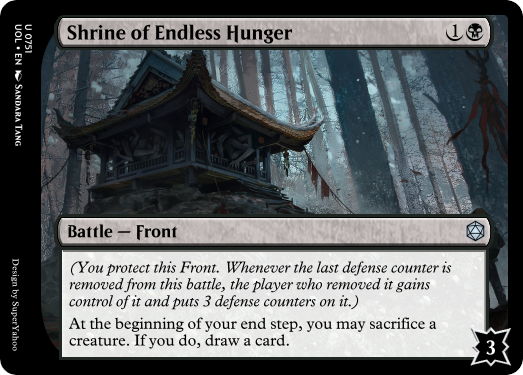 Shrine of Endless Hunger 1
Battle — Front
(You protect this Front. Whenever the last defense counter is
removed from this battle, the player who removed it gains
control of it and puts 3 defense counters on it.)
At the beginning of your end step, you may sacrifice a
creature. If you do, draw a card.
3
U 0751
UOL • EN Sandara Tang
Design by SuperYahoo